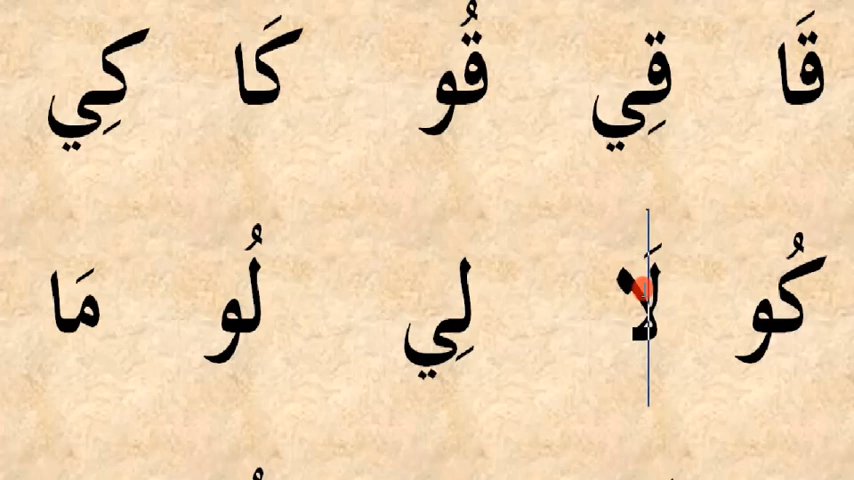 قَا قِي قُو كَا كِي
كُو لَا لِي لُو مَا